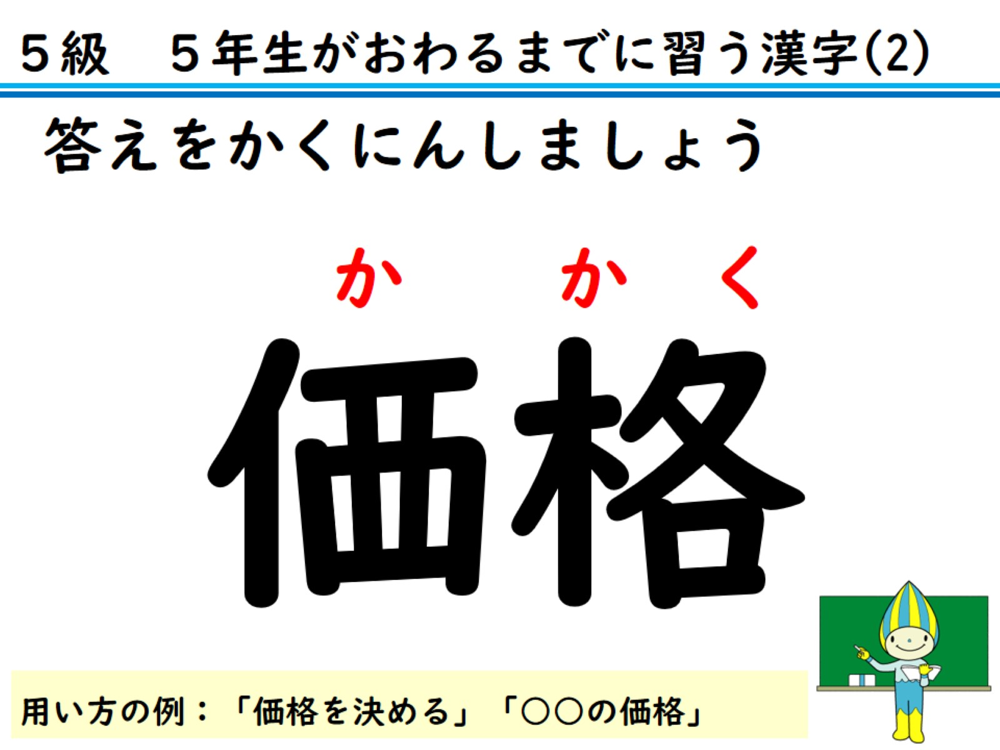 ５級　５年生がおわるまでに習う漢字(2)
答えをかくにんしましょう
か　かく
価格
用い方の例：「価格を決める」「○○の価格」